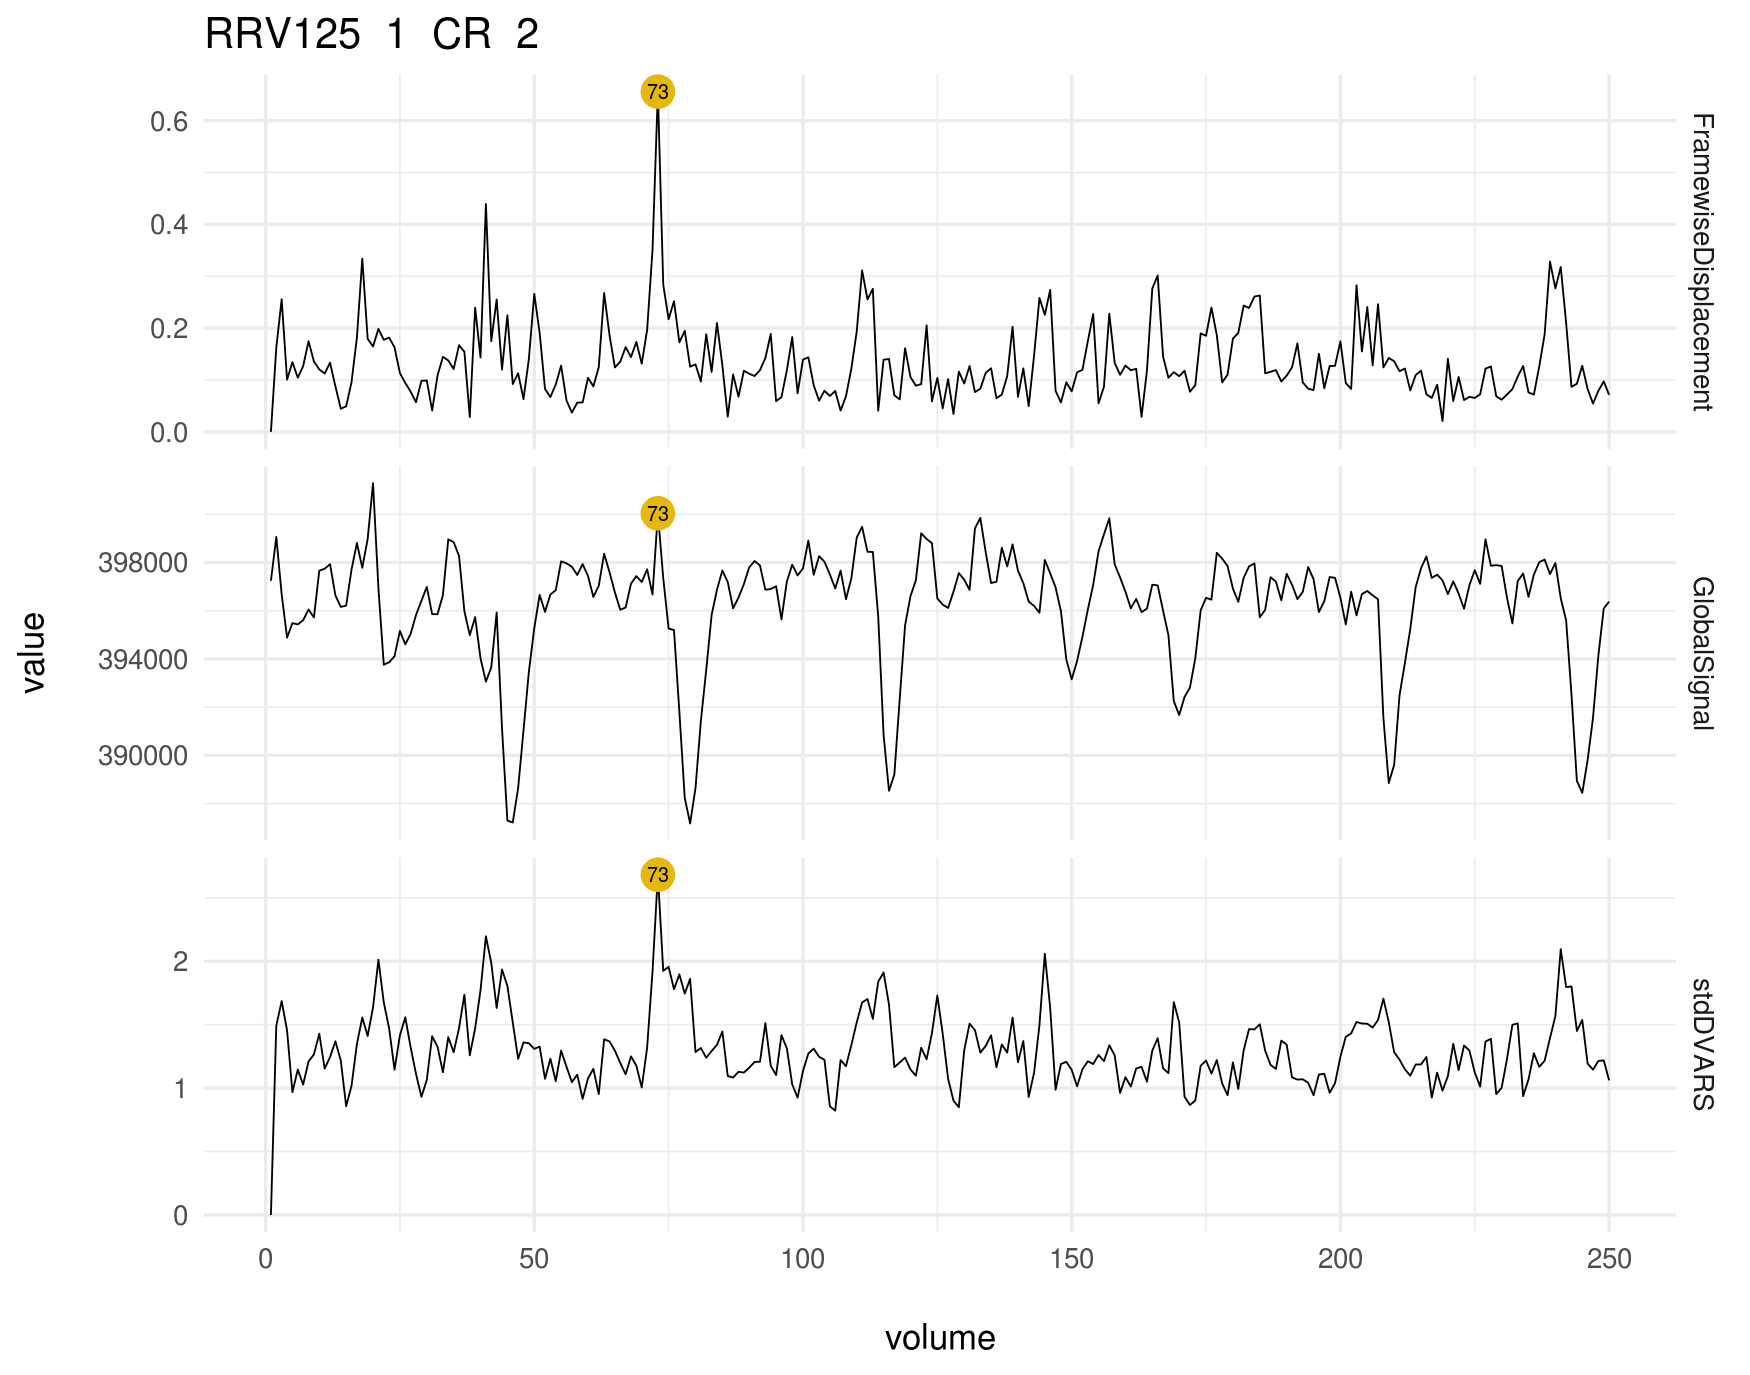 RRV125 1 CR 2
value
0.6
0.4
0.2
0.0
73
FramewiseDisplacement
398000
394000
390000
73
GlobalSignal
2
1
0
73
stdDVARS
0 50 100 150 200 250
volume